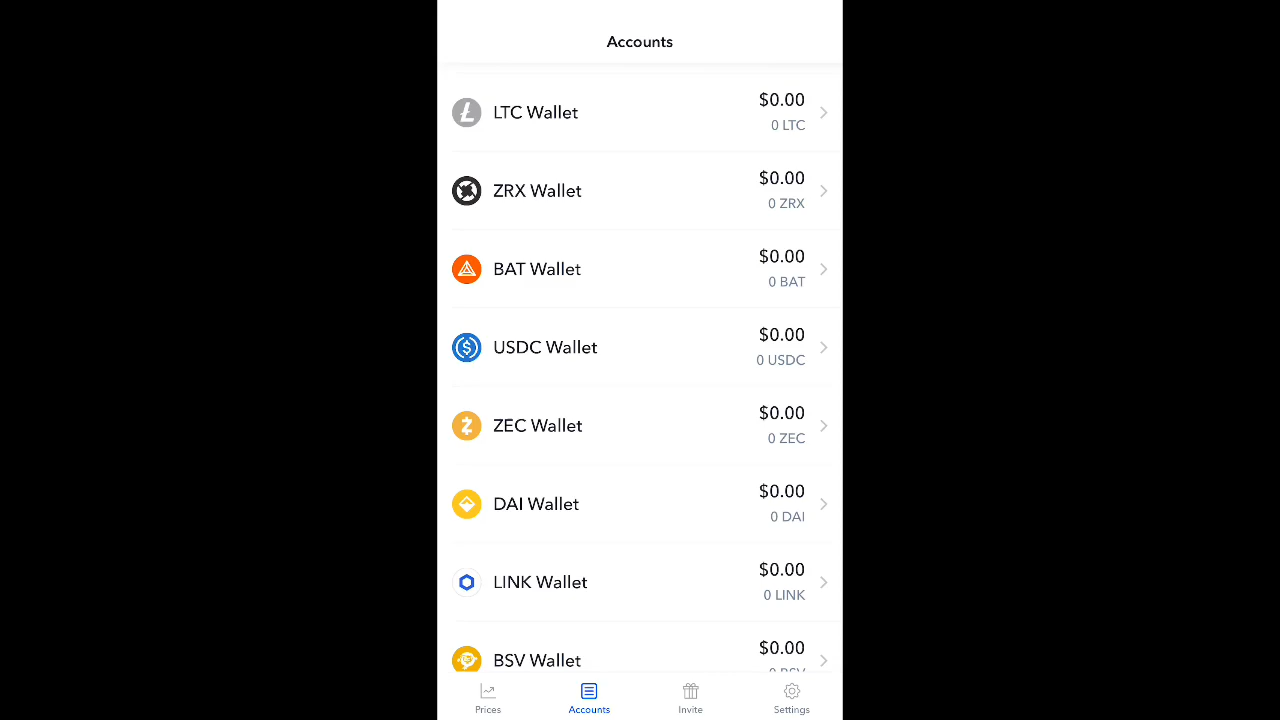 Accounts
LTC Wallet $0.00
0 LTC
ZRX Wallet $0.00
0 ZRX
BAT Wallet $0.00
0 BAT
USDC Wallet $0.00
0 USDC
ZEC Wallet $0.00
0 ZEC
DAI Wallet $0.00
0 DAI
LINK Wallet $0.00
0 LINK
BSV Wallet $0.00
0 BSV
Prices Accounts Invite Settings